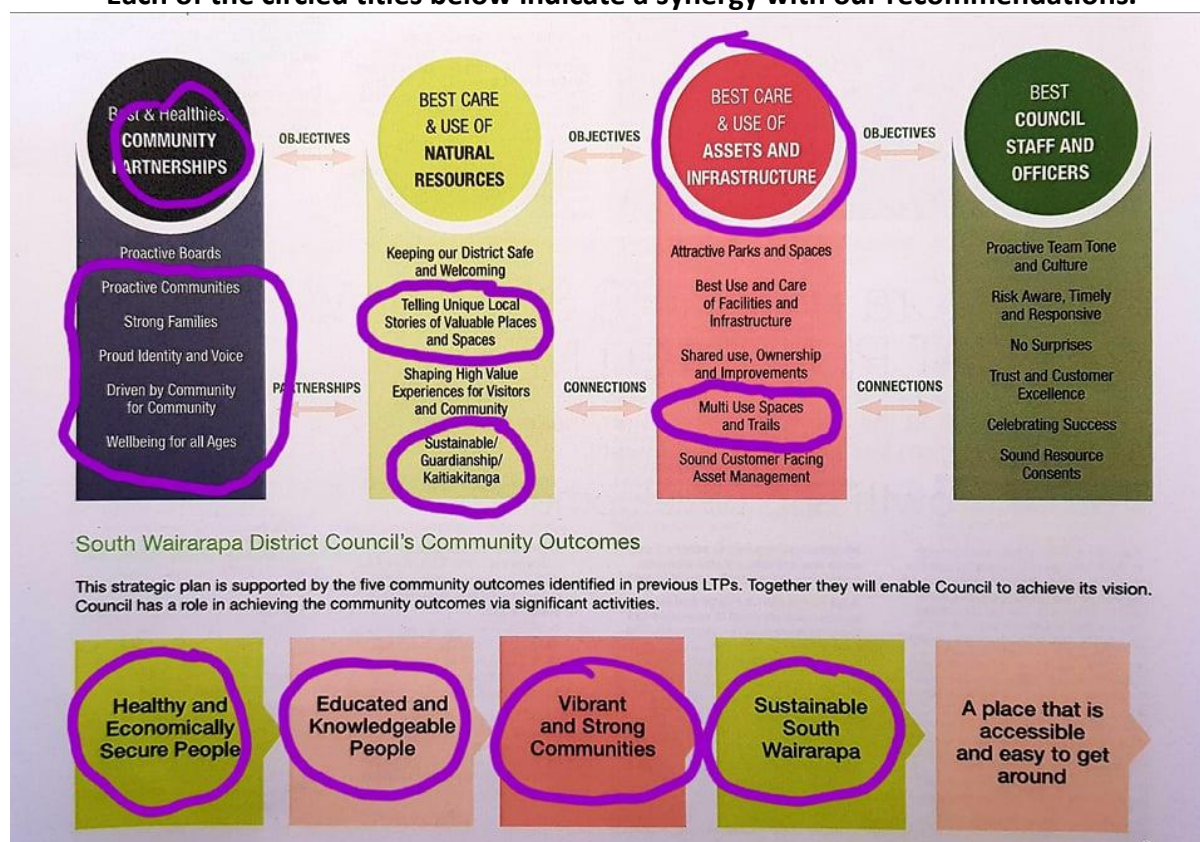 Each of the circled titles below indicate a synergy with our recommendations.
Best & Healthies
COMMUNITY
PARTNERSHIPS
OBJECTIVES
BEST CARE
& USE OF
NATURAL
RESOURCES
OBJECTIVES
BEST CARE
& USE OF
ASSETS AND
INFRASTRUCTURE
OBJECTIVES
BEST
COUNCIL
STAFF AND
OFFICERS
Proactive Boards
Proactive Communities
Strong Families
Proud Identity and Voice
Driven by Community
for Community
Wellbeing for all Ages
PARTNERSHIPS
Keeping our District Safe
and Welcoming
Telling Unique Local
Stories of Valuable Places
and Spaces
Shaping High Value
Experiences for Visitors
and Community
Sustainable/
Guardianship/
Kaitiakitanga
CONNECTIONS
Attractive Parks and Spaces
Best Use and Care
of Facilities and
Infrastructure
Shared use, Ownership
and Improvements
Multi Use Spaces
and Trails
Sound Customer Facing
Asset Management
CONNECTIONS
Proactive Team Tone
and Culture
Risk Aware, Timely
and Responsive
No Surprises
Trust and Customer
Excellence
Celebrating Success
Sound Resource
Consents
South Wairarapa District Council's Community Outcomes
This strategic plan is supported by the five community outcomes identified in previous LTPs. Together they will enable Council to achieve its vision.
Council has a role in achieving the community outcomes via significant activities.
Healthy and
Economically
Secure People
Educated and
Knowledgeable
People
Vibrant
and Strong
Communities
Sustainable
South
Wairarapa
A place that is
accessible
and easy to get
around